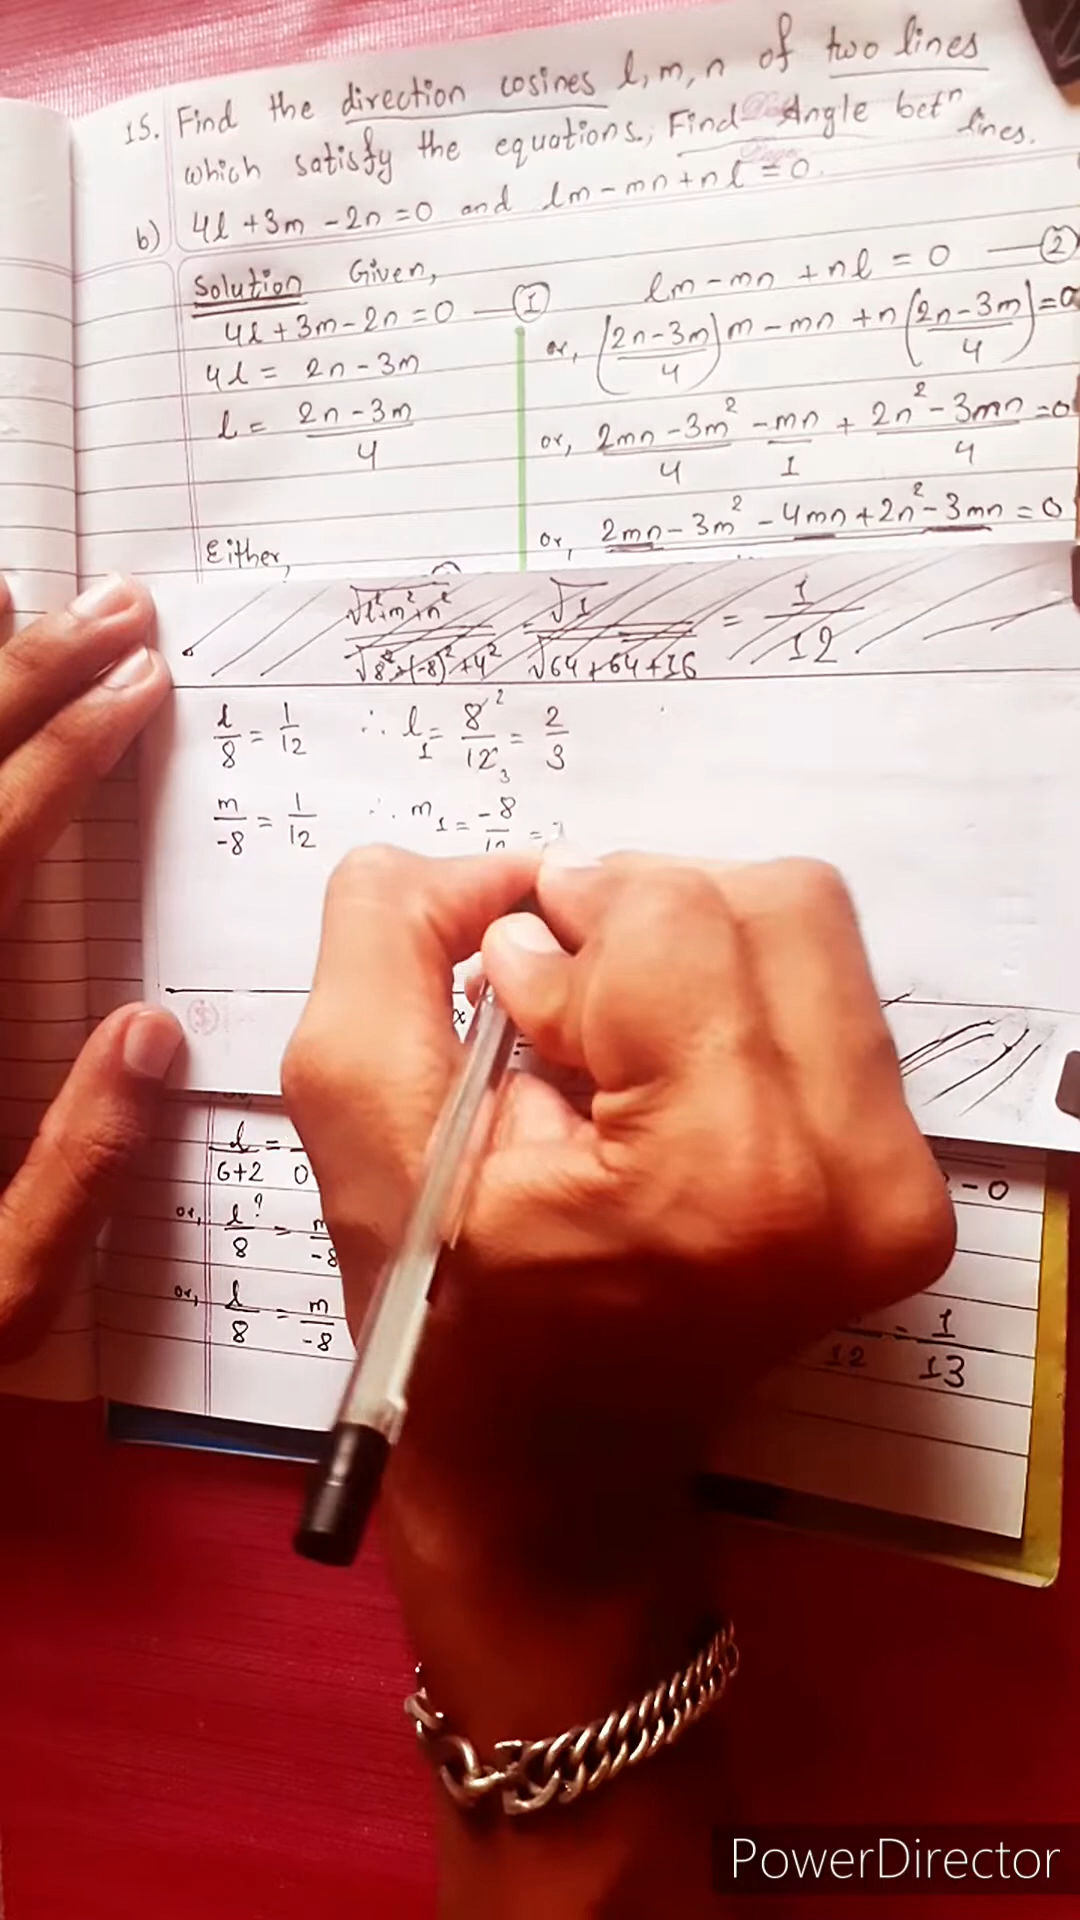 15. Find the direction cosines l, m, n of two lines
which satisfy the equations., Find Angle betⁿ lines.
b) 4l + 3m - 2n = 0 and lm - mn + nl = 0.
Solution Given,
4l + 3m - 2n = 0 — ①
4l = 2n - 3m
l = (2n - 3m)/4
Either,
lm - mn + nl = 0 — ②
or, ((2n - 3m)/4) m - mn + n ((2n - 3m)/4) = 0
or, (2mn - 3m²)/4 - mn/1 + (2n² - 3mn)/4 = 0
or, 2mn - 3m² - 4mn + 2n² - 3mn = 0
√(l² + m² + n²) / √(8² + (-8)² + 4²) √1 / √(64 + 64 + 16) = 1/12
l/8 = 1/12 ∴ l₁ = 8/12 = 2/3
m/-8 = 1/12 ∴ m₁ = -8/
x
l/6+2 = 0
- 0
or, l?/8 = m/-8
or, l/8 = m/-8
12 = 1/13
PowerDirector